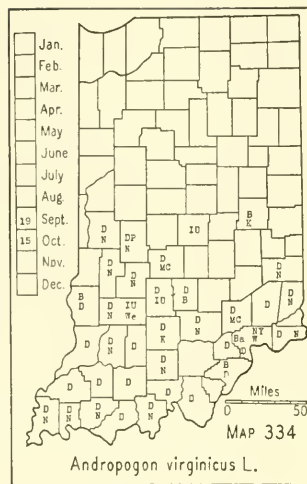 Jan.
Feb.
Mar.
Apr.
May
June
July
Aug.
19 Sept.
15 Oct.
Nov.
Dec.
B
K
IU
D
N
DP
N
D
MC
D
N
D
N
D
N
B
D
D
N
IU
We
D
IU
D
B
D
N
D
MC
D
D
N
D
D
N
D
D
K
D
N
Ba
D
NY
W
D
N
B
D
D
D
D
D
D
D
N
D
N
D
N
D
D
N
D
Miles
0 50
MAP 334
Andropogon virginicus L.